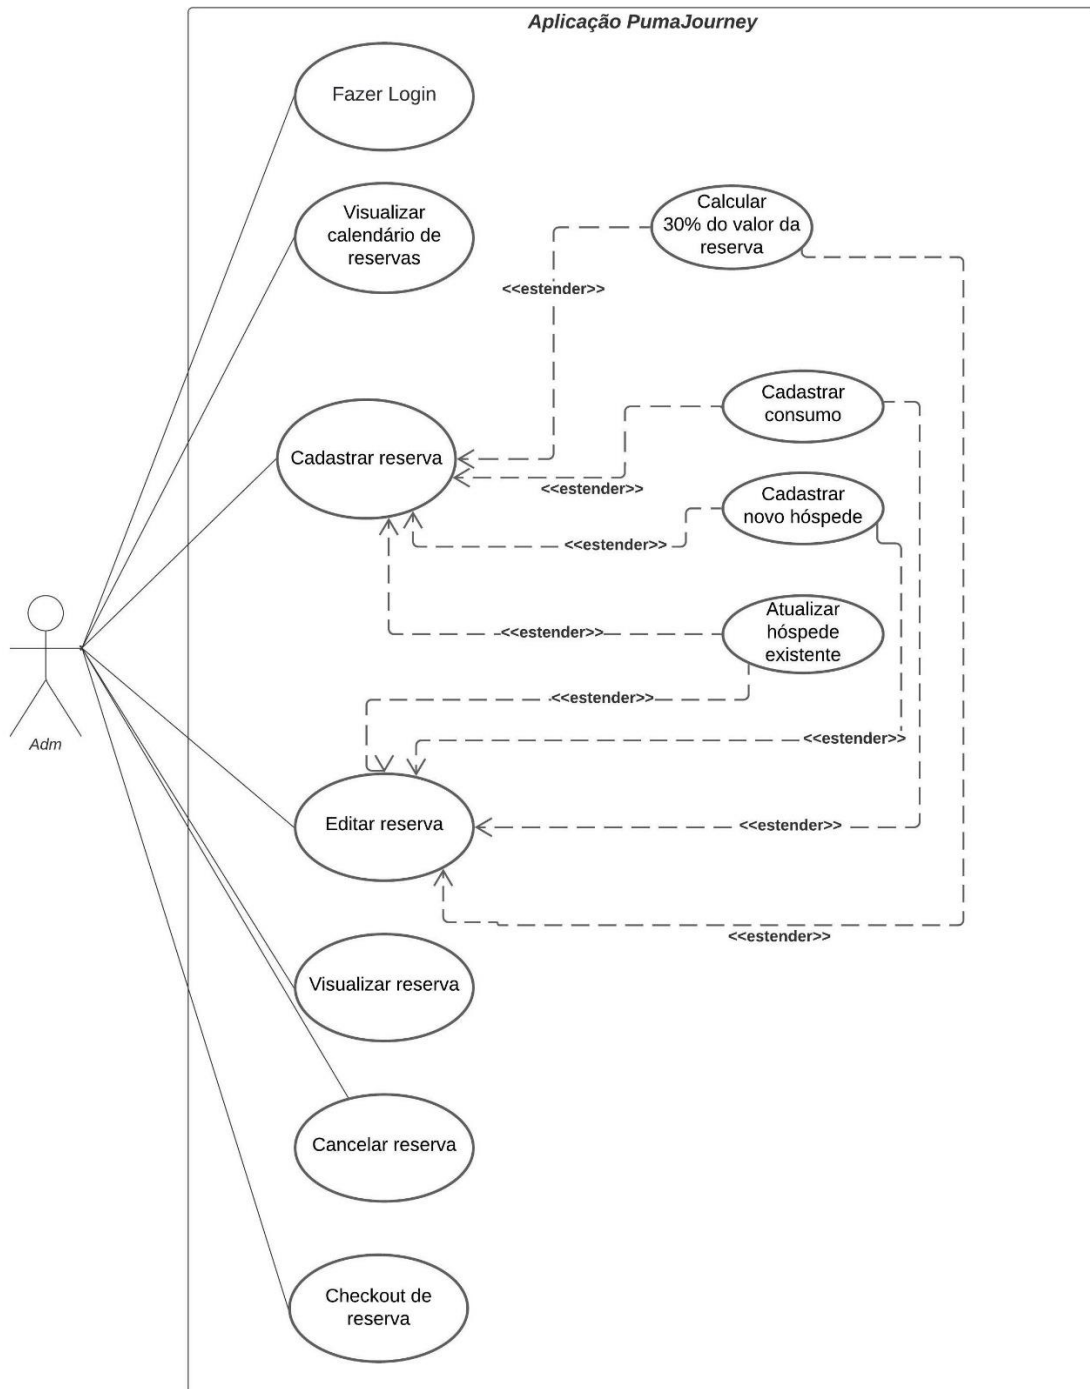 Aplicação PumaJourney
Fazer Login
Visualizar
calendário de
reservas
Calcular
30% do valor da
reserva
<<estender>>
Cadastrar
consumo
Cadastrar reserva
<<estender>>
Cadastrar
novo hóspede
<<estender>>
Atualizar
hóspede
existente
<<estender>>
<<estender>>
Adm
<<estender>>
Editar reserva
<<estender>>
<<estender>>
Visualizar reserva
Cancelar reserva
Checkout de
reserva